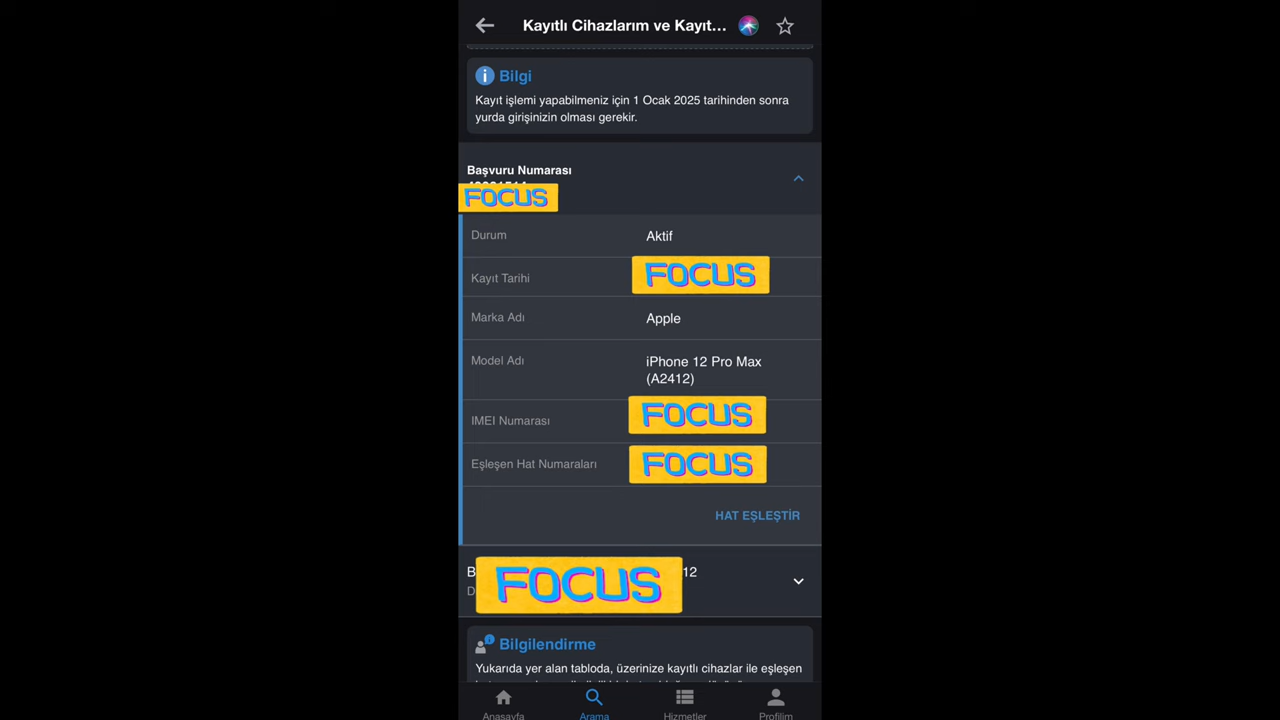 Kayıtlı Cihazlarım ve Kayıt...
Bilgi
Kayıt işlemi yapabilmeniz için 1 Ocak 2025 tarihinden sonra
yurda girişinizin olması gerekir.
Başvuru Numarası
FOCUS
Durum Aktif
Kayıt Tarihi FOCUS
Marka Adı Apple
Model Adı iPhone 12 Pro Max
(A2412)
IMEI Numarası FOCUS
Eşleşen Hat Numaraları FOCUS
HAT EŞLEŞTİR
B FOCUS 12
D
Bilgilendirme
Yukarıda yer alan tabloda, üzerinize kayıtlı cihazlar ile eşleşen
Anasayfa Arama Hizmetler Profilim